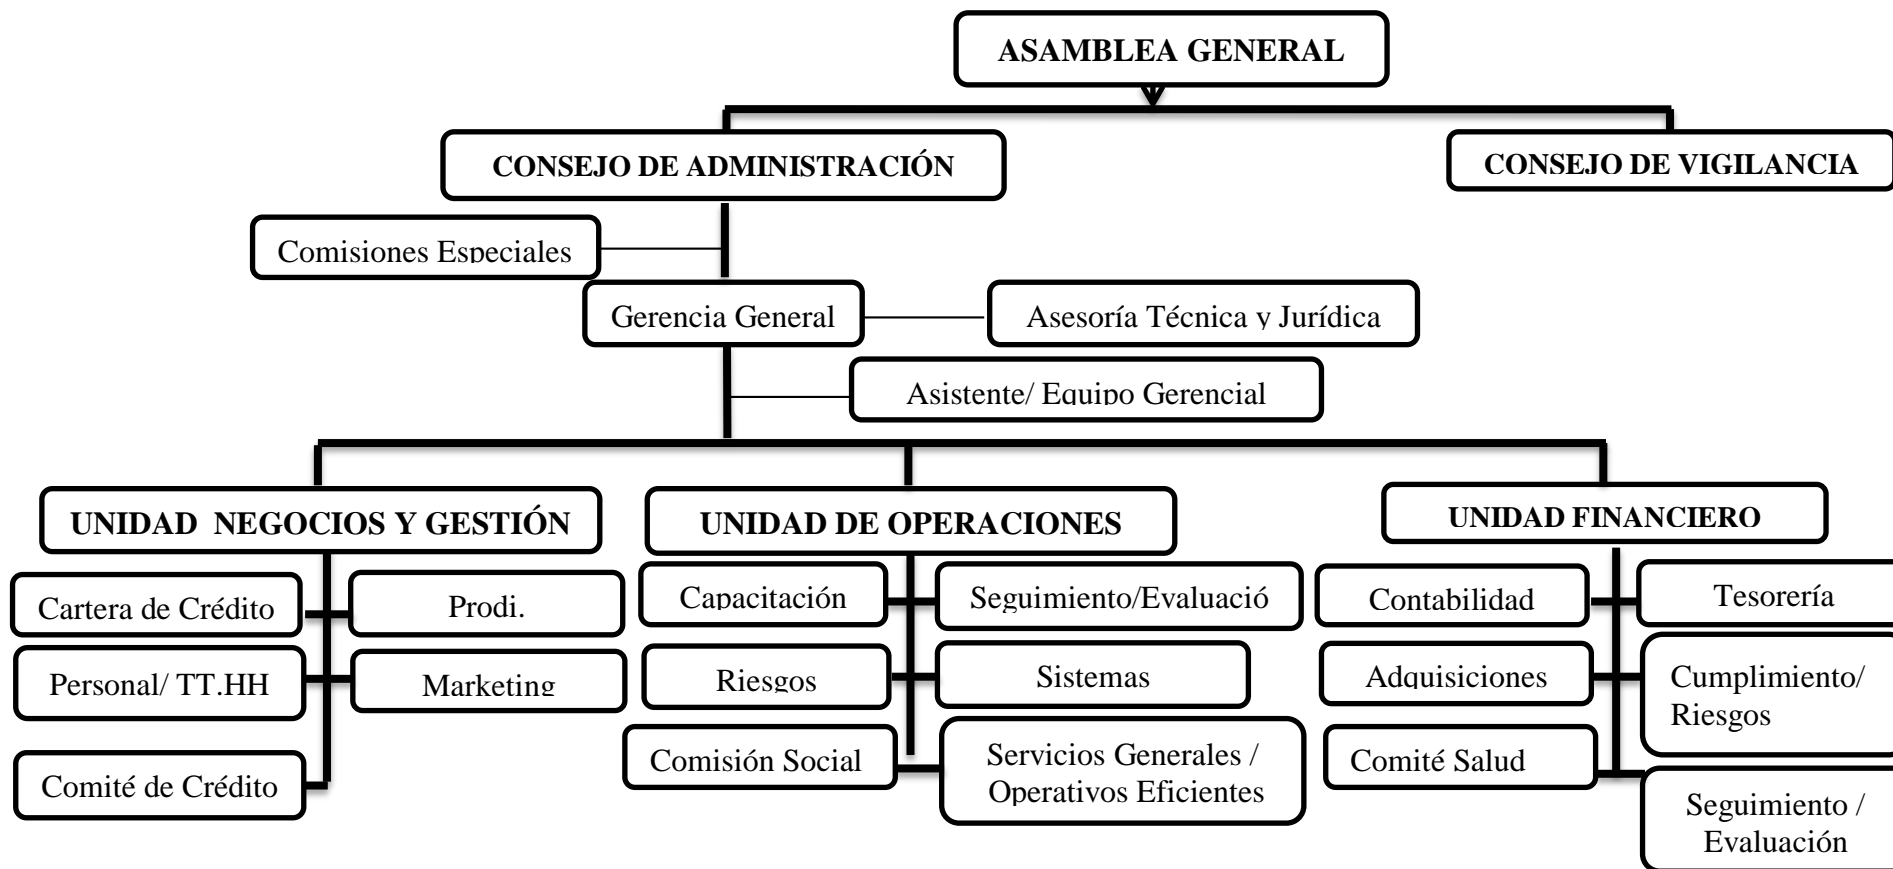 ASAMBLEA GENERAL
CONSEJO DE ADMINISTRACIÓN
CONSEJO DE VIGILANCIA
Comisiones Especiales
Gerencia General
Asesoría Técnica y Jurídica
Asistente/ Equipo Gerencial
UNIDAD NEGOCIOS Y GESTIÓN
UNIDAD DE OPERACIONES
UNIDAD FINANCIERO
Cartera de Crédito
Prodi.
Personal/ TT.HH
Marketing
Comité de Crédito
Capacitación
Seguimiento/Evaluació
Riesgos
Sistemas
Comisión Social
Servicios Generales /
Operativos Eficientes
Contabilidad
Tesorería
Adquisiciones
Cumplimiento/
Riesgos
Comité Salud
Seguimiento /
Evaluación